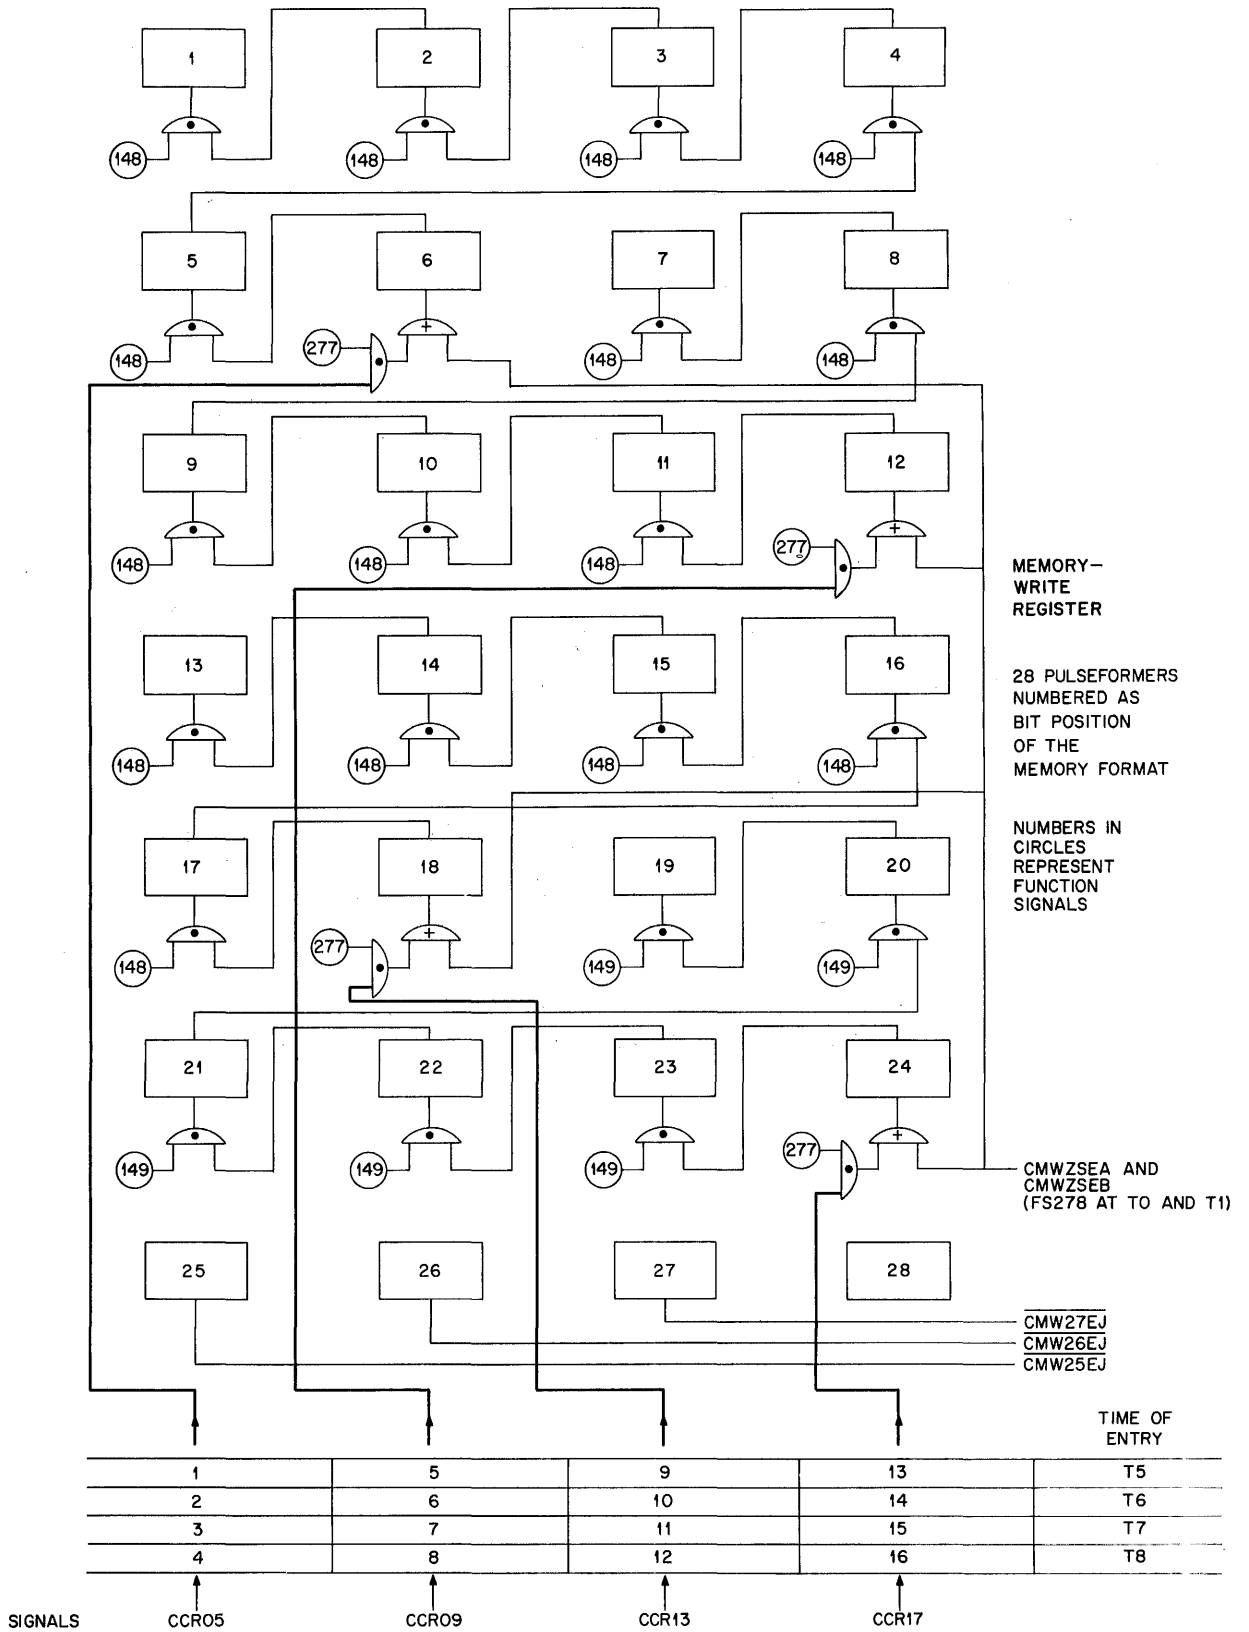 1 2 3 4
148 148 148 148
5 6 7 8
148 277 + 148 148
9 10 11 12
148 148 148 277 +
MEMORY-
WRITE
REGISTER
13 14 15 16
148 148 148 148
28 PULSEFORMERS
NUMBERED AS
BIT POSITION
OF THE
MEMORY FORMAT
NUMBERS IN
CIRCLES
REPRESENT
FUNCTION
SIGNALS
17 18 19 20
148 277 + 149 149
21 22 23 24
149 149 149 277 +
CMWZSEA AND
CMWZSEB
(FS278 AT TO AND T1)
25 26 27 28
CMW27EJ
CMW26EJ
CMW25EJ
TIME OF
ENTRY
1 5 9 13 T5
2 6 10 14 T6
3 7 11 15 T7
4 8 12 16 T8
SIGNALS CCR05 CCR09 CCR13 CCR17